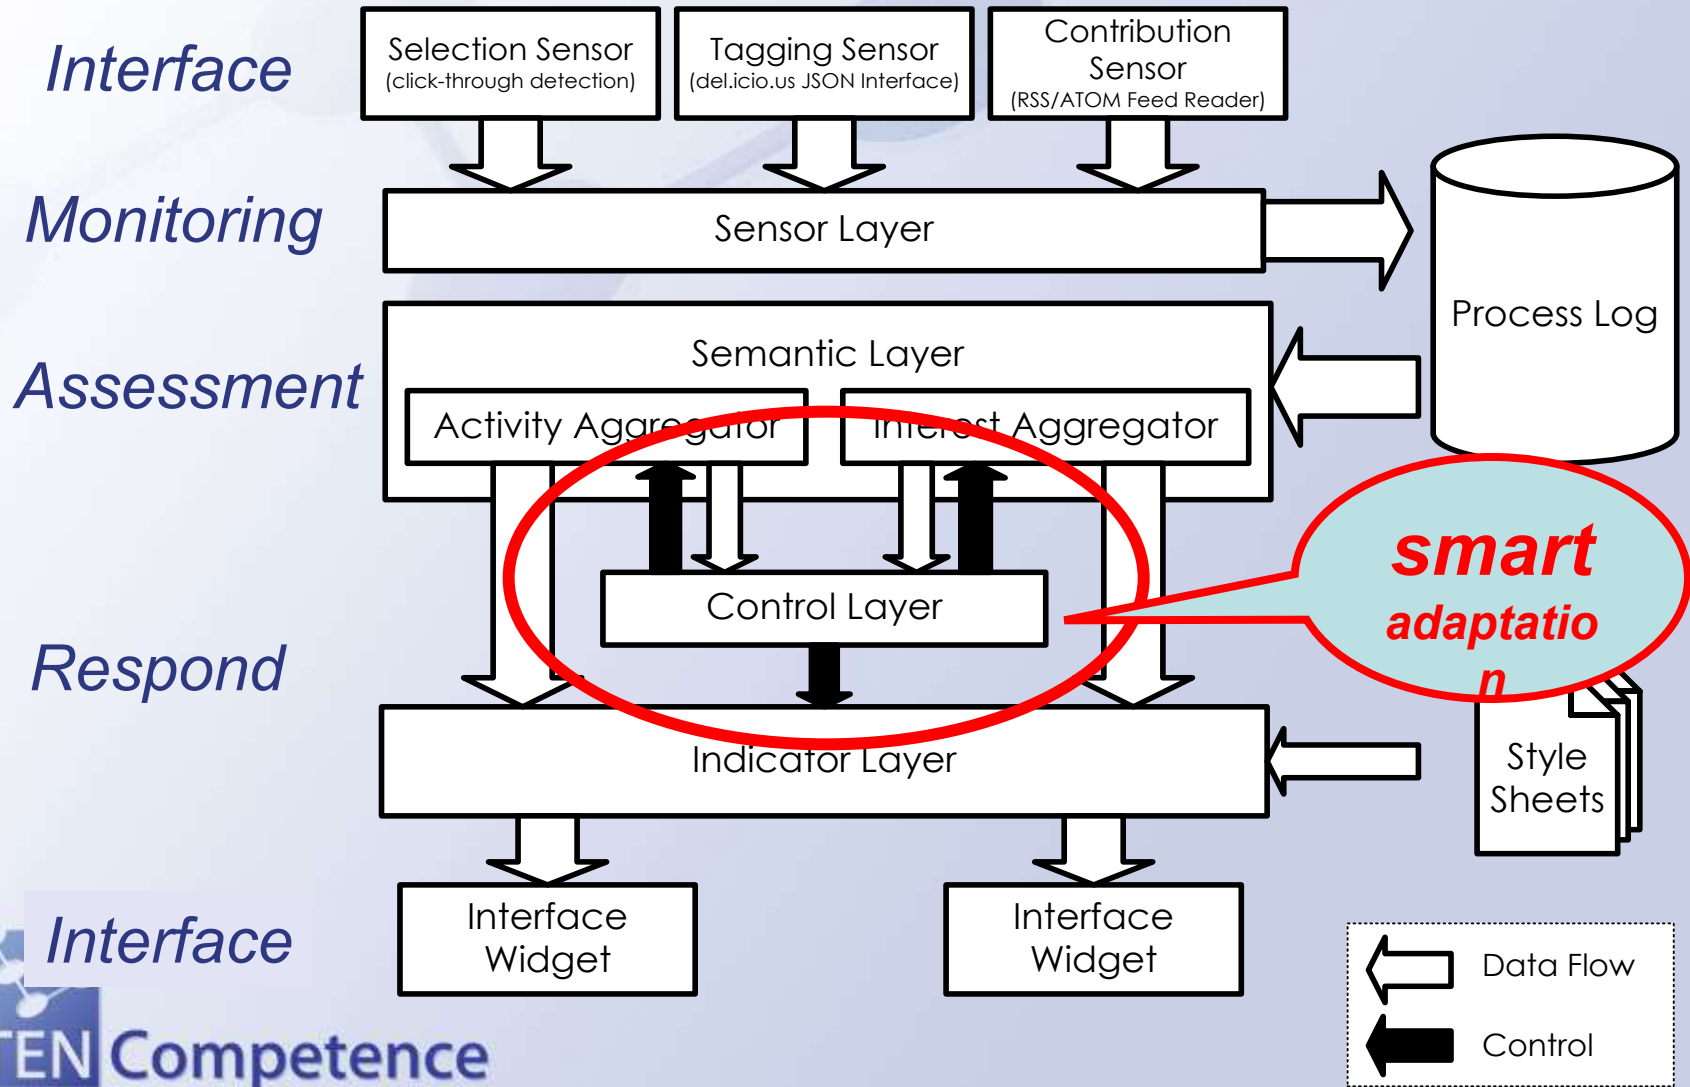 Interface
Selection Sensor
(click-through detection)
Tagging Sensor
(del.icio.us JSON Interface)
Contribution
Sensor
(RSS/ATOM Feed Reader)
Monitoring
Sensor Layer
Process Log
Assessment
Semantic Layer
Activity Aggregator
Interest Aggregator
smart
adaptatio
n
Control Layer
Respond
Indicator Layer
Style
Sheets
Interface
Interface
Widget
Interface
Widget
Data Flow
Control
TEN Competence